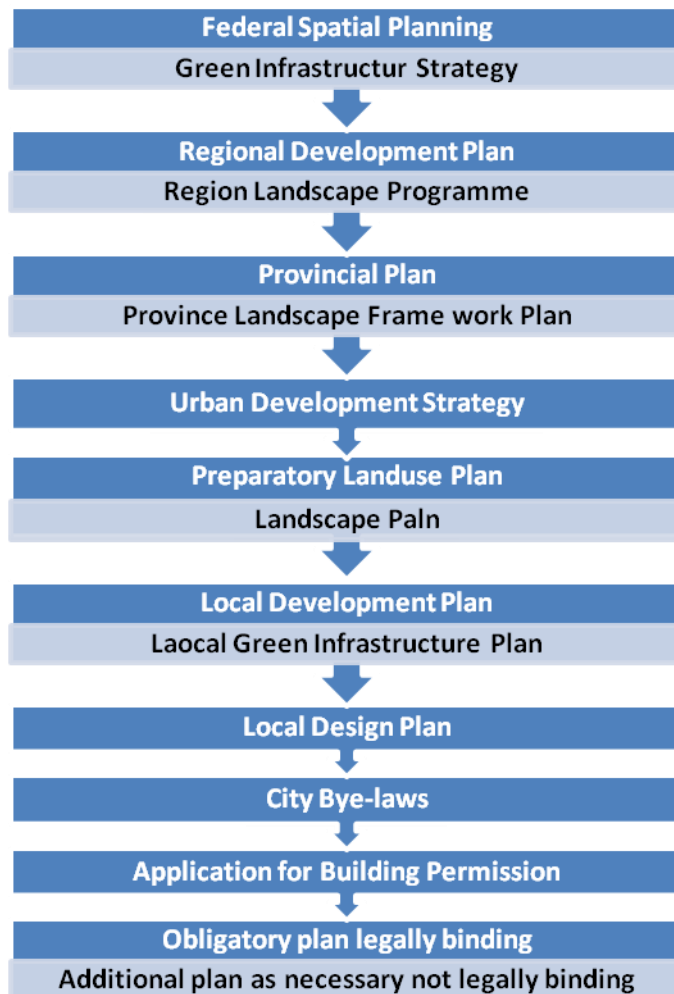 Federal Spatial Planning
Green Infrastructur Strategy
Regional Development Plan
Region Landscape Programme
Provincial Plan
Province Landscape Frame work Plan
Urban Development Strategy
Preparatory Landuse Plan
Landscape Paln
Local Development Plan
Laocal Green Infrastructure Plan
Local Design Plan
City Bye-laws
Application for Building Permission
Obligatory plan legally binding
Additional plan as necessary not legally binding